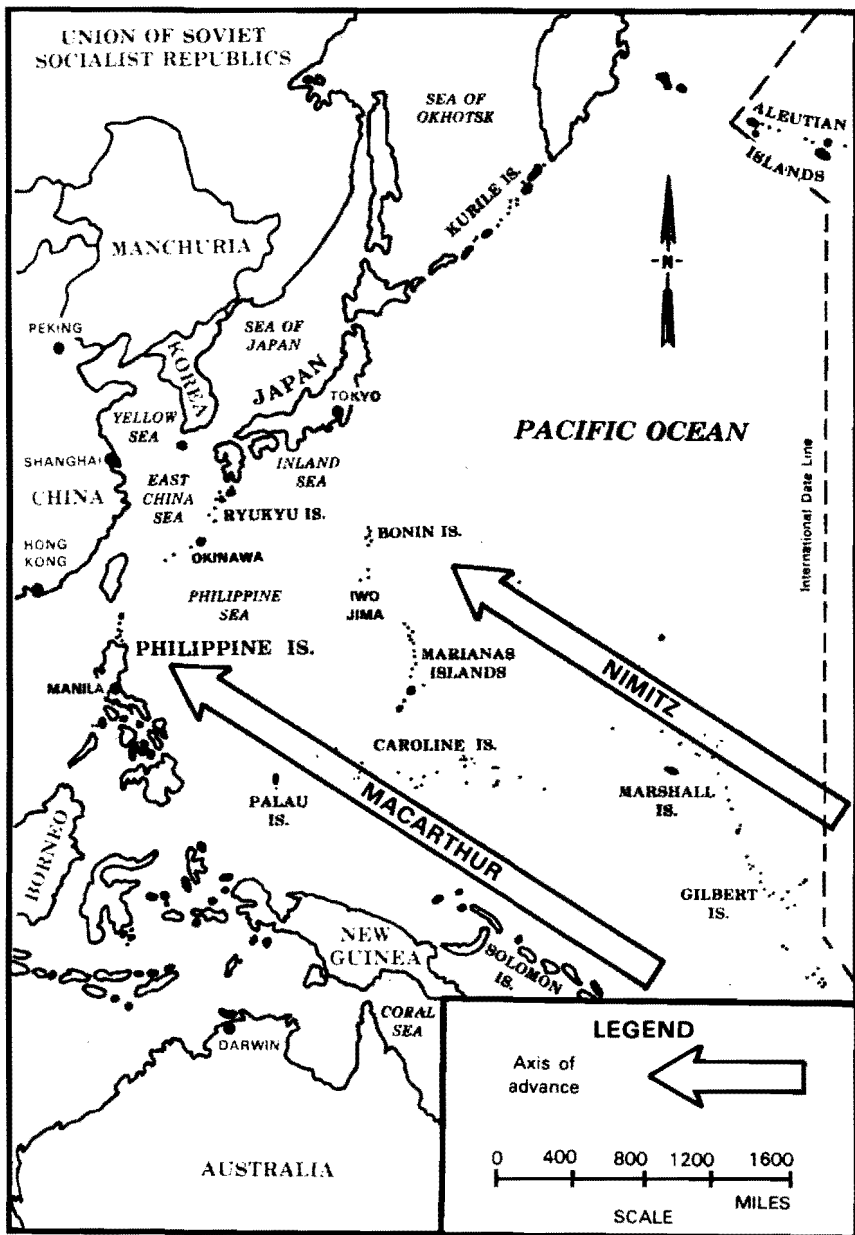 UNION OF SOVIET
SOCIALIST REPUBLICS
SEA OF
OKHOTSK
ALEUTIAN
ISLANDS
KURILE IS.
MANCHURIA
N
PEKING
SEA OF
JAPAN
KOREA
JAPAN
TOKYO
YELLOW
SEA
PACIFIC OCEAN
SHANGHAI
INLAND
SEA
EAST
CHINA
SEA
CHINA
RYUKYU IS.
International Date Line
BONIN IS.
HONG
KONG
OKINAWA
IWO
JIMA
PHILIPPINE
SEA
PHILIPPINE IS.
MARIANAS
ISLANDS
NIMITZ
MANILA
CAROLINE IS.
PALAU
IS.
MACARTHUR
MARSHALL
IS.
BORNEO
GILBERT
IS.
NEW
GUINEA
SOLOMON
IS.
CORAL
SEA
DARWIN
AUSTRALIA
LEGEND
Axis of
advance
0 400 800 1200 1600
MILES
SCALE